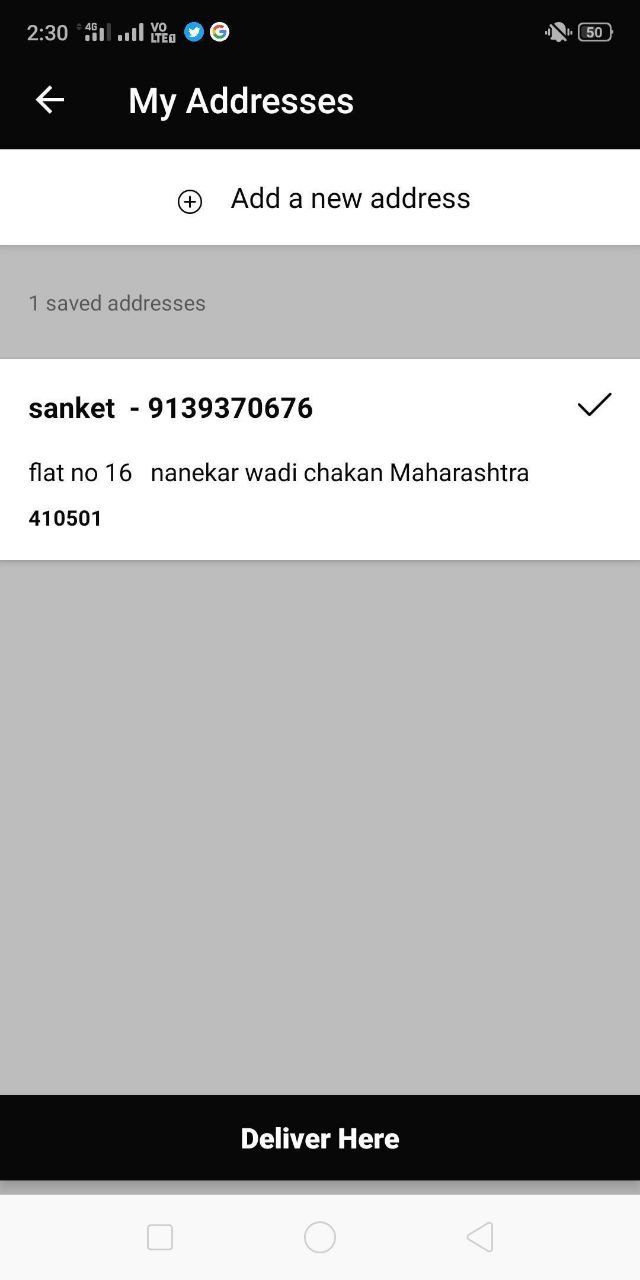 2:30 4G VO LTE 50
My Addresses
Add a new address
1 saved addresses
sanket - 9139370676
flat no 16 nanekar wadi chakan Maharashtra
410501
Deliver Here